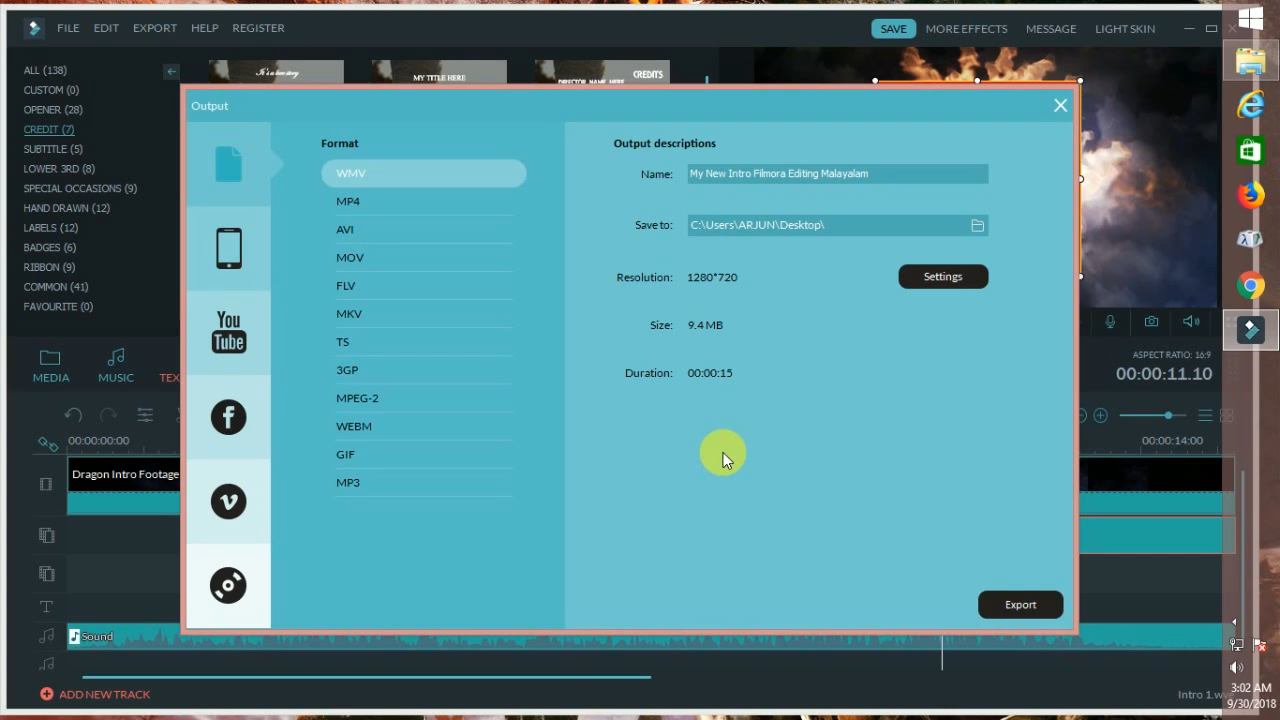 FILE EDIT EXPORT HELP REGISTER SAVE MORE EFFECTS MESSAGE LIGHT SKIN
ALL (138)
CUSTOM (0)
OPENER (28)
CREDIT (7)
SUBTITLE (5)
LOWER 3RD (8)
SPECIAL OCCASIONS (9)
HAND DRAWN (12)
LABELS (12)
BADGES (6)
RIBBON (9)
COMMON (41)
FAVOURITE (0)
MY TITLE HERE
CREDITS
Output
Format
WMV
MP4
AVI
MOV
FLV
MKV
TS
3GP
MPEG-2
WEBM
GIF
MP3
You
Tube
Output descriptions
Name: My New Intro Filmora Editing Malayalam
Save to: C:\Users\ARJUN\Desktop\
Resolution: 1280*720 Settings
Size: 9.4 MB
Duration: 00:00:15
Export
MEDIA MUSIC
ASPECT RATIO: 16:9
00:00:11.10
00:00:00:00
00:00:14:00
Dragon Intro Footage
Sound
ADD NEW TRACK
3:02 AM
9/30/2018